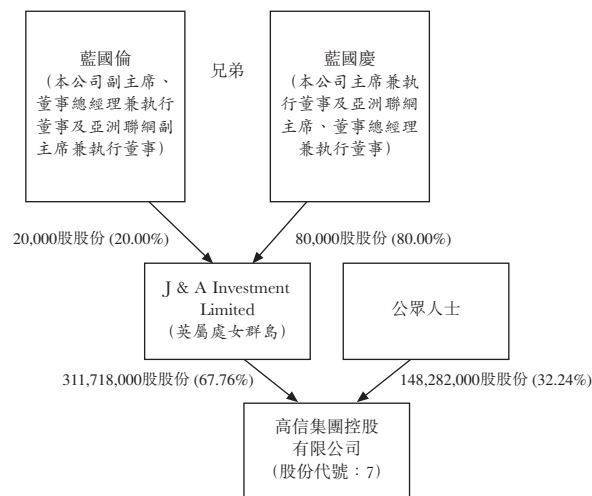 藍國倫
(本公司副主席、
董事總經理兼執行
董事及亞洲聯網副
主席兼執行董事)
兄弟
藍國慶
(本公司主席兼執
行董事及亞洲聯網
主席、董事總經理
兼執行董事)
20,000股股份 (20.00%)
80,000股股份 (80.00%)
J & A Investment
Limited
(英屬處女群島)
公眾人士
311,718,000股股份 (67.76%)
148,282,000股股份 (32.24%)
高信集團控股
有限公司
(股份代號：7)